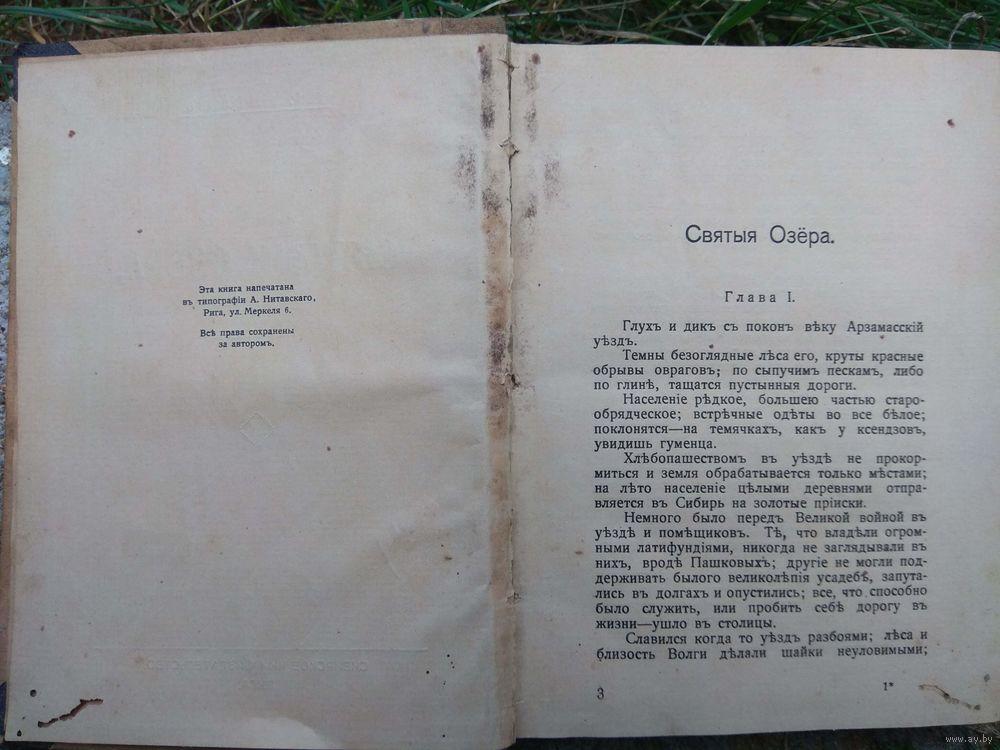 Эта книга напечатана
въ типографіи А. Нитавскаго,
Рига, ул. Меркеля 6.
Всѣ права сохранены
за авторомъ.
Святыя Озёра.
Глава I.
Глухъ и дикъ съ поконъ вѣку Арзамасскій
уѣздъ.
Темны безоглядные лѣса его, круты красные
обрывы овраговъ; по сыпучимъ пескамъ, либо
по глинѣ, тащатся пустынныя дороги.
Населеніе рѣдкое, большею частью старо-
обрядческое; встрѣчные одѣты во все бѣлое;
поклонятся—на темячкахъ, какъ у ксендзовъ,
увидишь гуменца.
Хлѣбопашествомъ въ уѣздѣ не прокор-
миться и земля обрабатывается только мѣстами;
на лѣто населеніе цѣлыми деревнями отпра-
вляется въ Сибирь на золотые пріиски.
Немного было передъ Великой войной въ
уѣздѣ и помѣщиковъ. Тѣ, что владѣли огром-
ными латифундіями, никогда не заглядывали въ
нихъ, вродѣ Пашковыхъ; другіе не могли под-
держивать былого великолѣпія усадебъ, запута-
лись въ долгахъ и опустились; все, что способно
было служить, или пробить себѣ дорогу въ
жизни—ушло въ столицы.
Славился когда то уѣздъ разбоями; лѣса и
близость Волги дѣлали шайки неуловимыми;
3
1*
www.ay.by